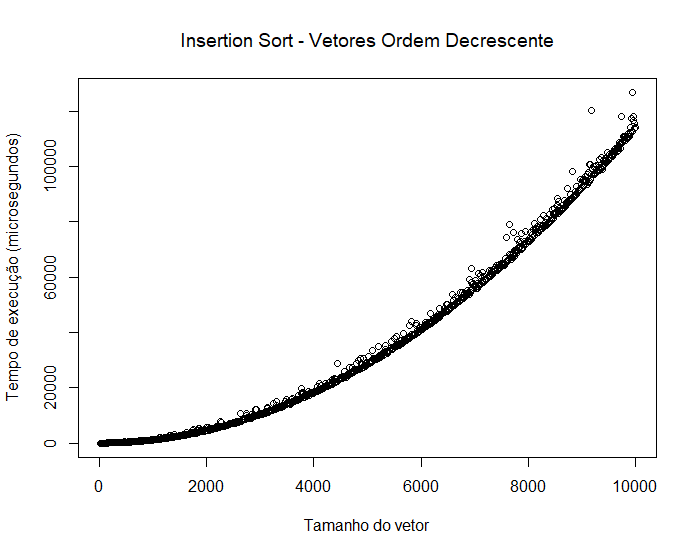 Insertion Sort - Vetores Ordem Decrescente
Tempo de execução (microsegundos)
100000
60000
20000
0
0 2000 4000 6000 8000 10000
Tamanho do vetor